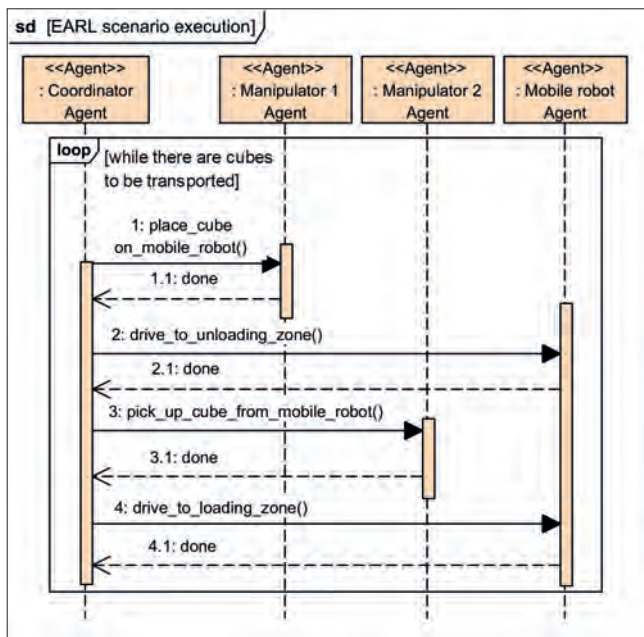 sd [EARL scenario execution]
<<Agent>>
: Coordinator
Agent
<<Agent>>
: Manipulator 1
Agent
<<Agent>>
: Manipulator 2
Agent
<<Agent>>
: Mobile robot
Agent
loop
[while there are cubes
to be transported]
1: place_cube
on_mobile_robot()
1.1: done
2: drive_to_unloading_zone()
2.1: done
3: pick_up_cube_from_mobile_robot()
3.1: done
4: drive_to_loading_zone()
4.1: done